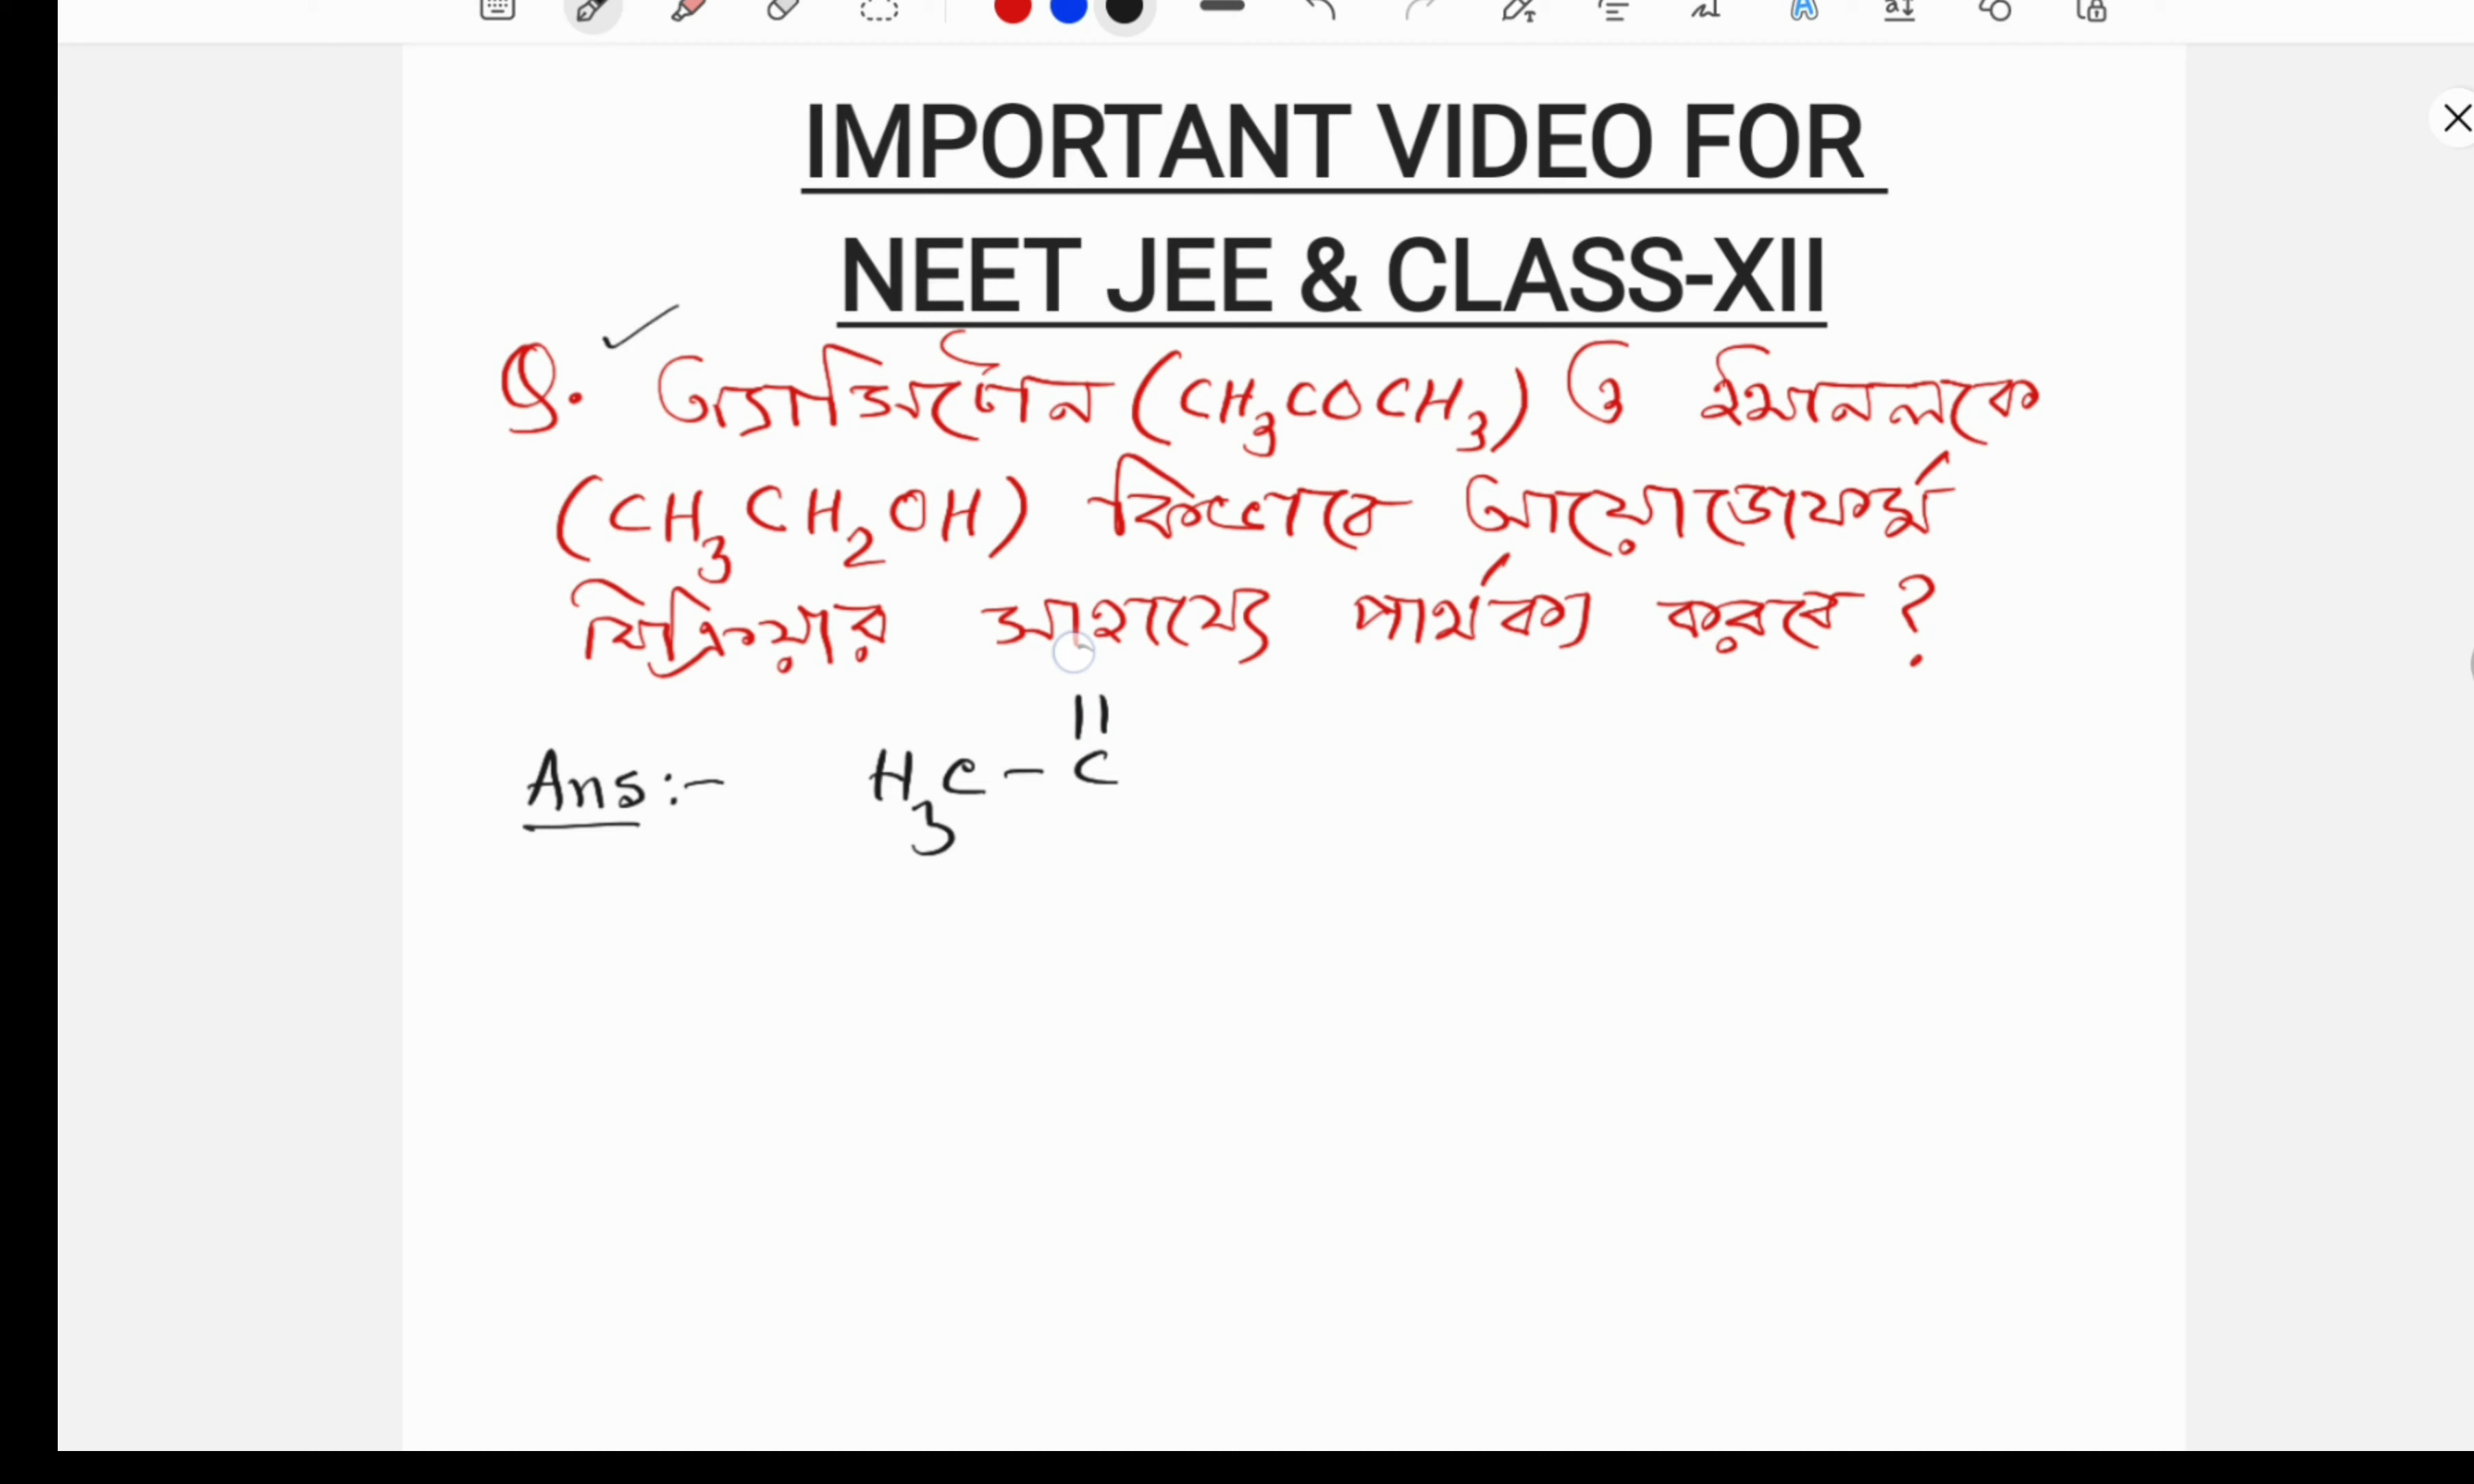 IMPORTANT VIDEO FOR
NEET JEE & CLASS-XII
Q. অ্যাসিটোন (CH3COCH3) ও ইথানলকে
(CH3CH2OH) কিভাবে আয়োডোফর্ম
বিক্রিয়ার সাহায্যে পার্থক্য করবে ?
Ans :- H3C-C